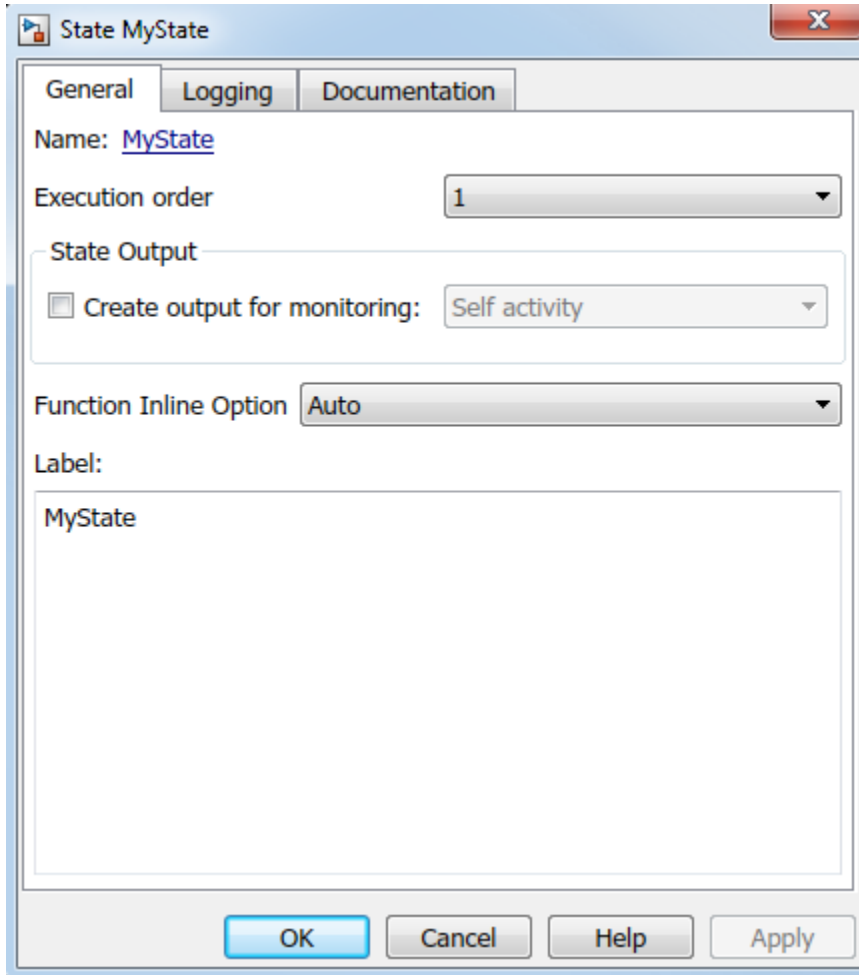 State MyState
General Logging Documentation
Name: MyState
Execution order 1
State Output
Create output for monitoring: Self activity
Function Inline Option Auto
Label:
MyState
OK Cancel Help Apply